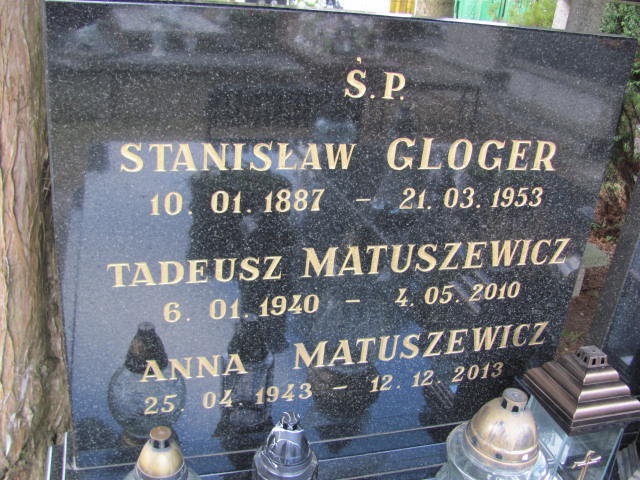 Ś.P.
STANISŁAW GLOGER
10.01.1887 – 21.03.1953
TADEUSZ MATUSZEWICZ
6.01.1940 – 4.05.2010
ANNA MATUSZEWICZ
25.04.1943 – 12.12.2013